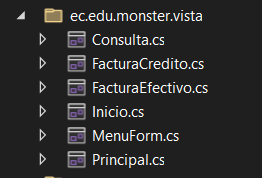 ec.edu.monster.vista
Consulta.cs
FacturaCredito.cs
FacturaEfectivo.cs
Inicio.cs
MenuForm.cs
Principal.cs